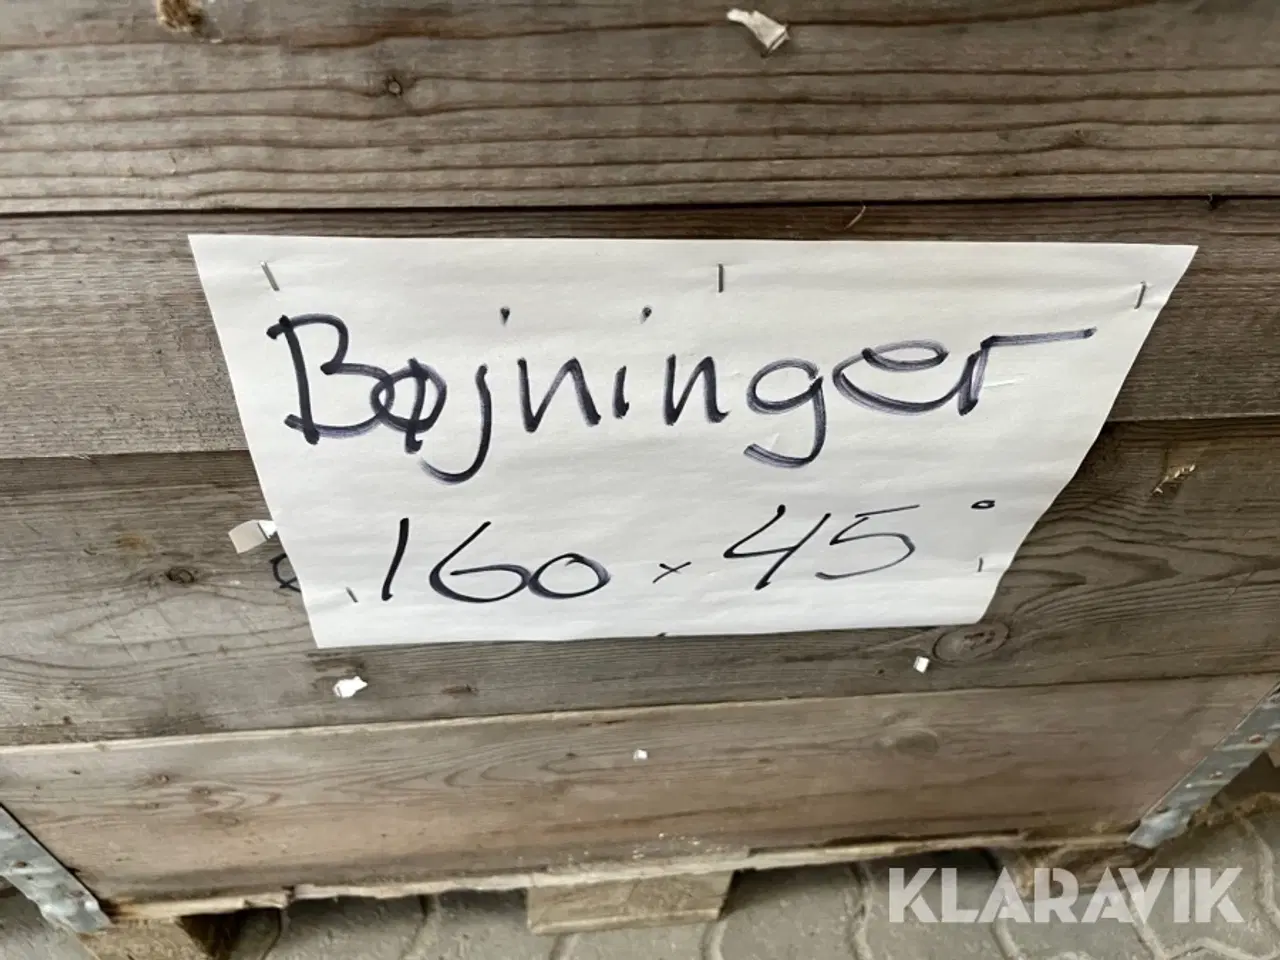 Bøjninger
160 x 45°
KLARAVIK